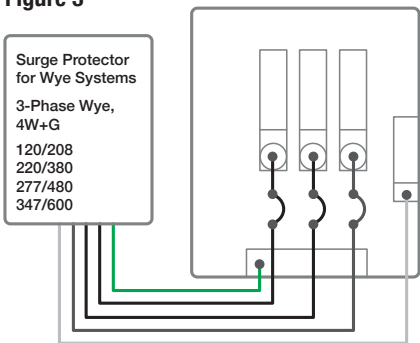 Figure 3
Surge Protector
for Wye Systems
3-Phase Wye,
4W+G
120/208
220/380
277/480
347/600